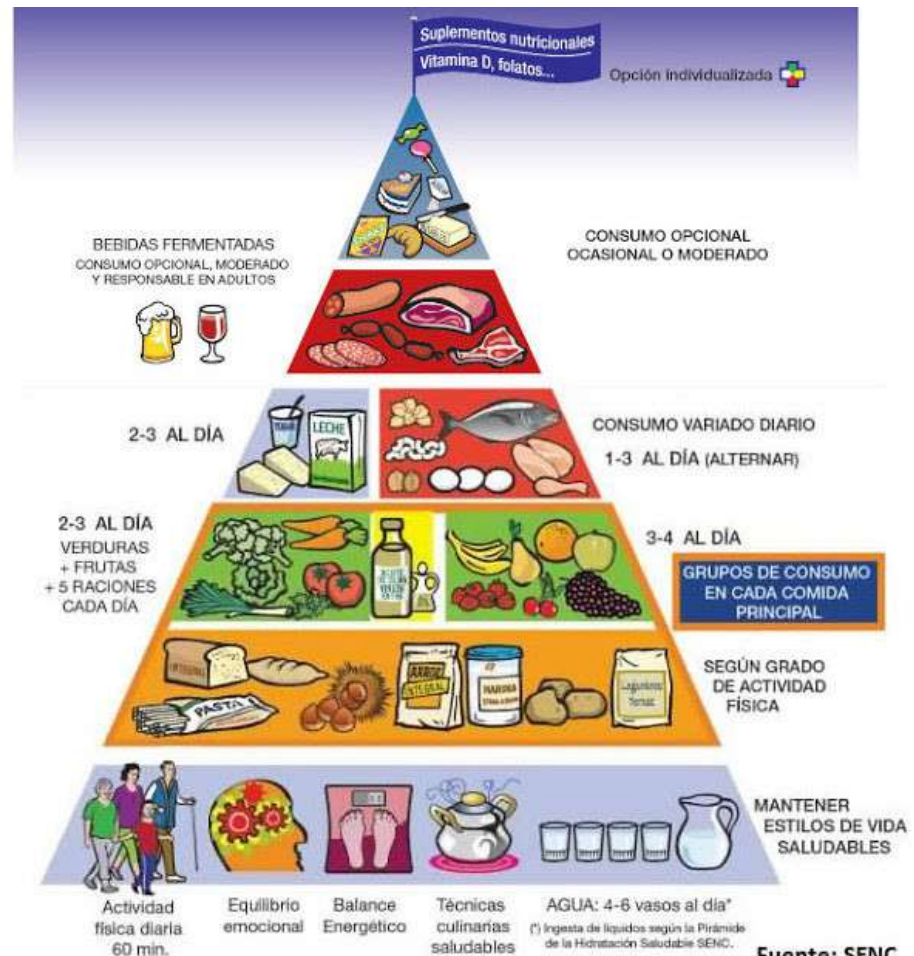 Suplementos nutricionales
Vitamina D, folatos...
Opción individualizada
BEBIDAS FERMENTADAS
CONSUMO OPCIONAL, MODERADO
Y RESPONSABLE EN ADULTOS
CONSUMO OPCIONAL
OCASIONAL O MODERADO
2-3 AL DÍA
LECHE
CONSUMO VARIADO DIARIO
1-3 AL DÍA (ALTERNAR)
2-3 AL DÍA
VERDURAS
+ FRUTAS
+ 5 RACIONES
CADA DÍA
3-4 AL DÍA
GRUPOS DE CONSUMO
EN CADA COMIDA
PRINCIPAL
INTEGRAL
PASTA
ARROZ
INTEGRAL
HARINA
SEGÚN GRADO
DE ACTIVIDAD
FÍSICA
MANTENER
ESTILOS DE VIDA
SALUDABLES
Actividad
física diaria
60 min.
Equilibrio
emocional
Balance
Energético
Técnicas
culinarias
saludables
AGUA: 4-6 vasos al día*
(*) Ingesta de líquidos según la Pirámide
de la Hidratación Saludable SENC.
Fuente: SENC